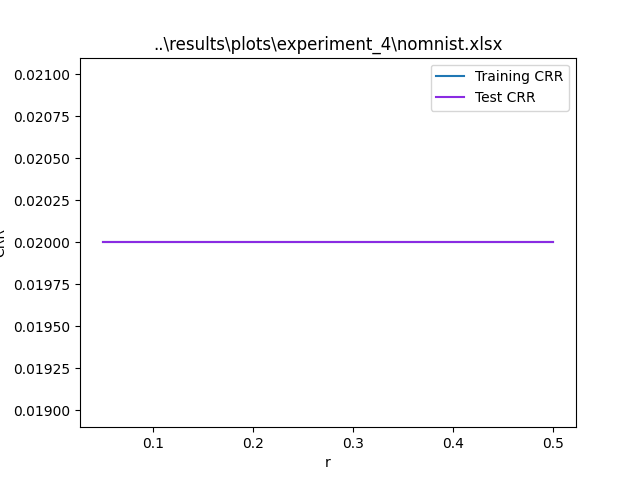 ..\results\plots\experiment_4\nomnist.xlsx
Training CRR
Test CRR
0.02100
0.02075
0.02050
0.02025
0.02000
0.01975
0.01950
0.01925
0.01900
CRR
0.1 0.2 0.3 0.4 0.5
r